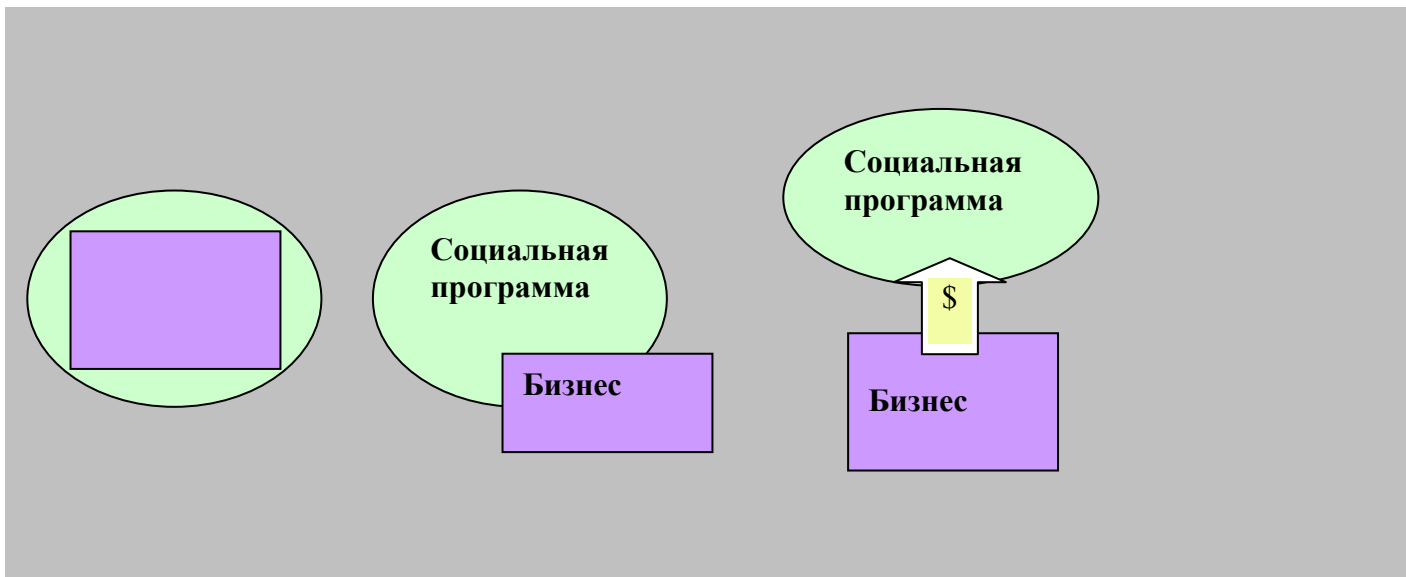 Социальная
программа
Бизнес
Социальная
программа
$
Бизнес